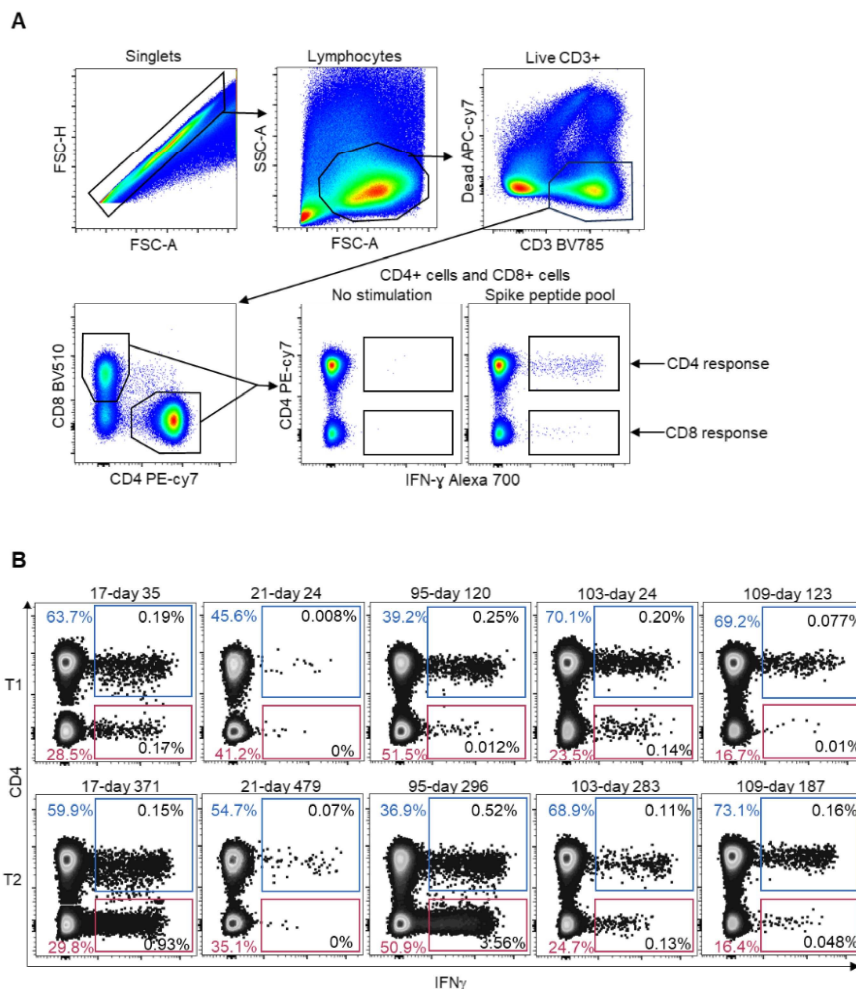 A
Singlets
Lymphocytes
Live CD3+
FSC-H
FSC-A
SSC-A
FSC-A
Dead APC-cy7
CD3 BV785
CD4+ cells and CD8+ cells
No stimulation
Spike peptide pool
CD8 BV510
CD4 PE-cy7
CD4 PE-cy7
CD4 response
CD8 response
IFN-ɣ Alexa 700
B
17-day 35
21-day 24
95-day 120
103-day 24
109-day 123
T1
63.7% 0.19%
45.6% 0.008%
39.2% 0.25%
70.1% 0.20%
69.2% 0.077%
28.5% 0.17%
41.2% 0%
51.5% 0.012%
23.5% 0.14%
16.7% 0.01%
CD4
17-day 371
21-day 479
95-day 296
103-day 283
109-day 187
T2
59.9% 0.15%
54.7% 0.07%
36.9% 0.52%
68.9% 0.11%
73.1% 0.16%
29.8% 0.93%
35.1% 0%
50.9% 3.56%
24.7% 0.13%
16.4% 0.048%
IFNγ